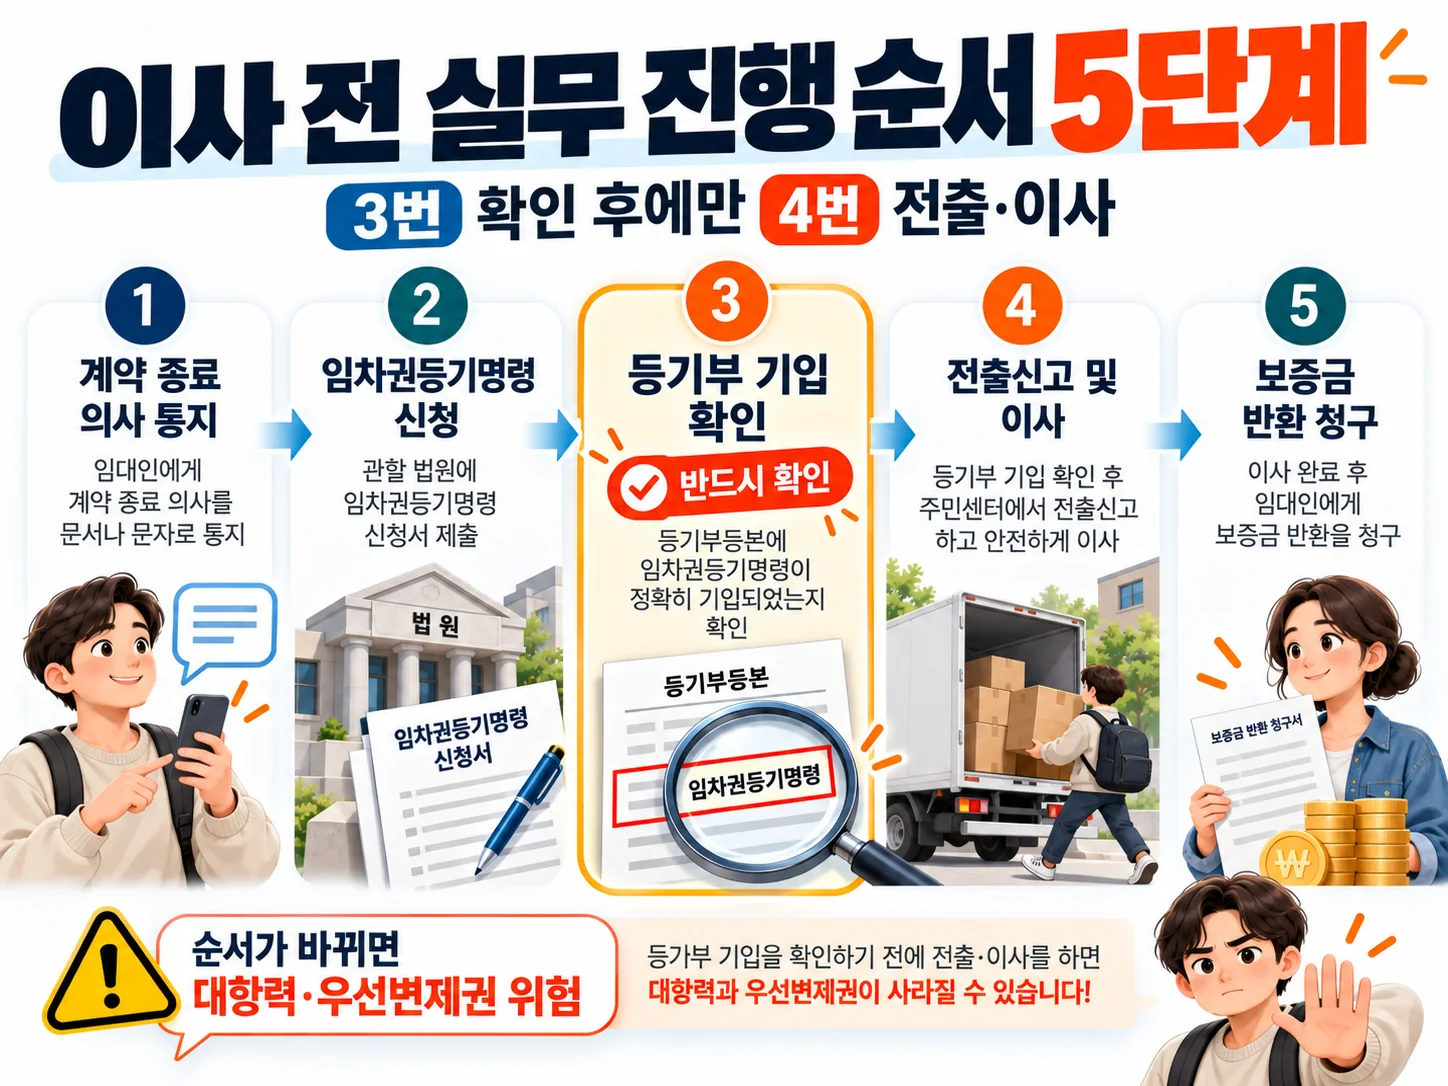 이사 전 실무 진행 순서 5단계
3번 확인 후에만 4번 전출·이사
1
계약 종료
의사 통지
임대인에게
계약 종료 의사를
문서나 문자로 통지
2
임차권등기명령
신청
관할 법원에
임차권등기명령
신청서 제출
법원
임차권등기명령
신청서
3
등기부 기입
확인
반드시 확인
등기부등본에
임차권등기명령이
정확히 기입되었는지
확인
등기부등본
임차권등기명령
4
전출신고 및
이사
등기부 기입 확인 후
주민센터에서 전출신고
하고 안전하게 이사
5
보증금
반환 청구
이사 완료 후
임대인에게
보증금 반환을 청구
보증금 반환 청구서
₩
순서가 바뀌면
대항력·우선변제권 위험
등가부 기입을 확인하기 전에 전출·이사를 하면
대항력과 우선변제권이 사라질 수 있습니다!